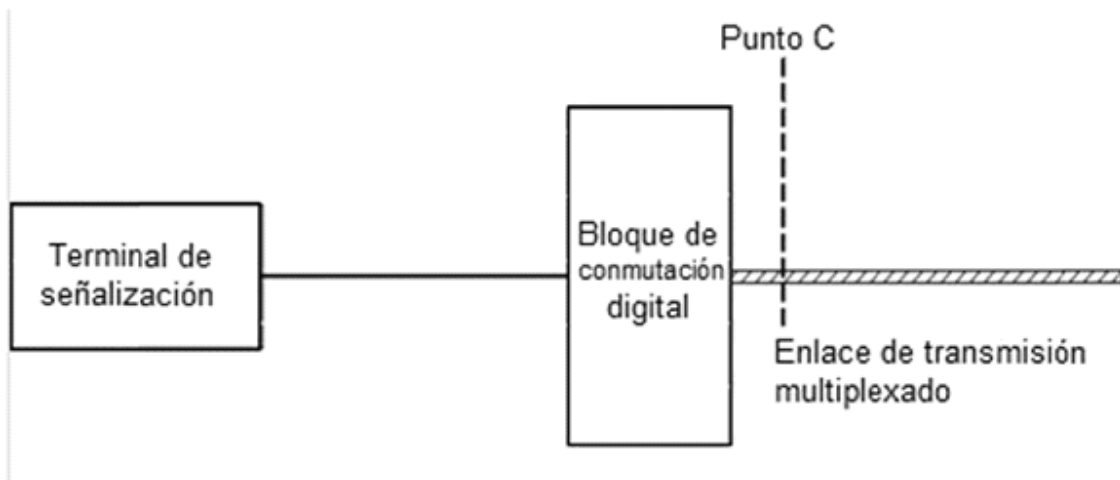 Punto C
Terminal de
señalización
Bloque de
conmutación
digital
Enlace de transmisión
multiplexado